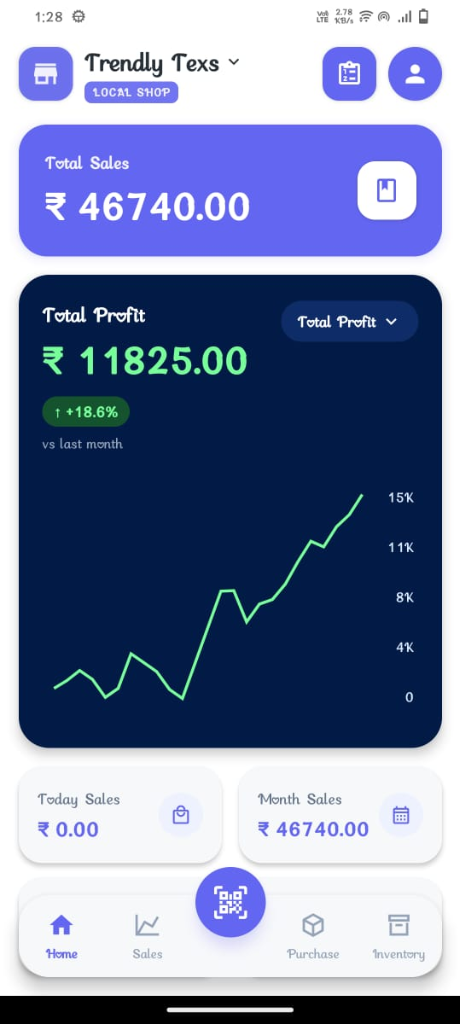 1:28
Vo) LTE
2.78 KB/s
Trendly Texs
LOCAL SHOP
Total Sales
₹ 46740.00
Total Profit
Total Profit
₹ 11825.00
↑ +18.6%
vs last month
15K
11K
8K
4K
0
Today Sales
₹ 0.00
Month Sales
₹ 46740.00
Home
Sales
Purchase
Inventory